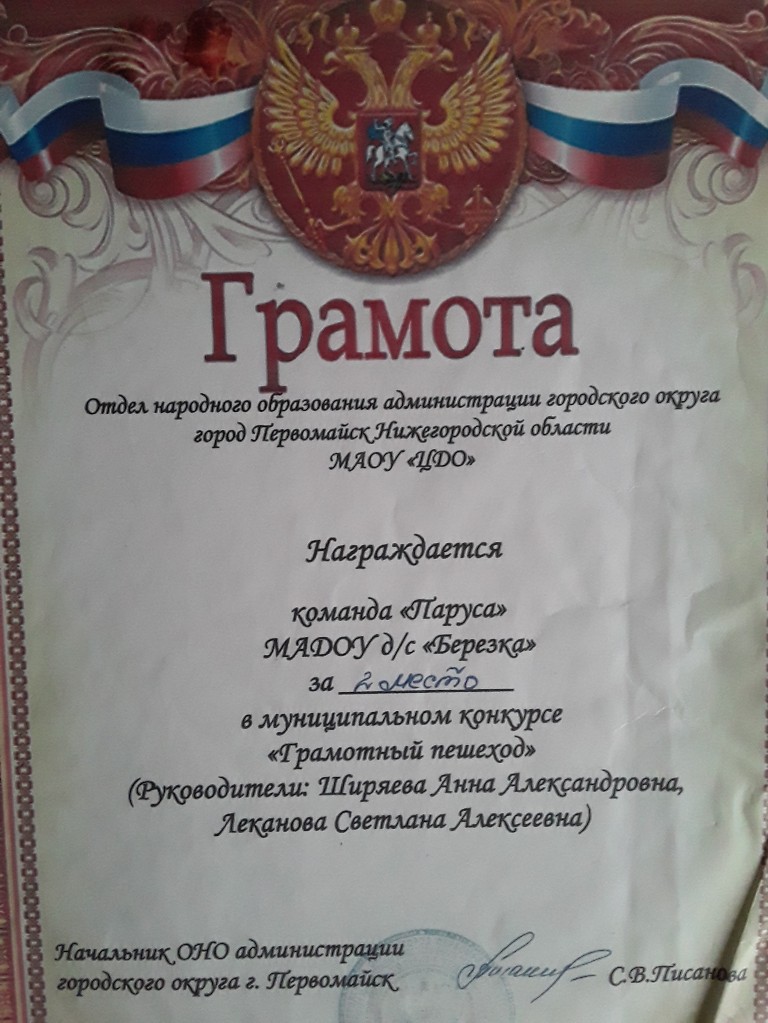 Грамота
Отдел народного образования администрации городского округа
город Первомайск Нижегородской области
МАОУ «ЦДО»
Награждается
команда «Паруса»
МАДОУ д/с «Березка»
за 2 место
в муниципальном конкурсе
«Грамотный пешеход»
(Руководители: Ширяева Анна Александровна,
Леканова Светлана Алексеевна)
Начальник ОНО администрации
городского округа г. Первомайск С.В.Писанова